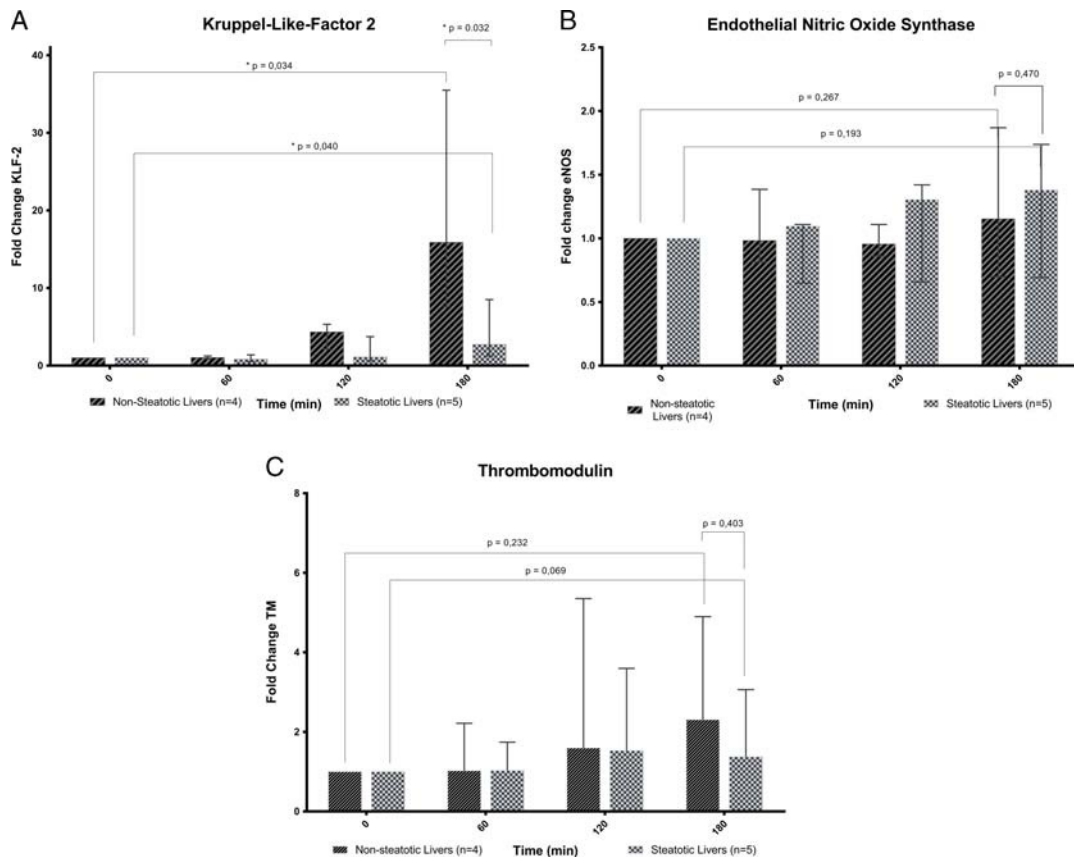 A
Kruppel-Like-Factor 2
* p = 0.032
* p = 0,034
* p = 0,040
Fold Change KLF-2
40
30
20
10
0
0
60
120
180
Time (min)
Non-Steatotic Livers (n=4)
Steatotic Livers (n=5)
B
Endothelial Nitric Oxide Synthase
p = 0,470
p = 0,267
p = 0,193
Fold change eNOS
2.5
2.0
1.5
1.0
0.5
0.0
0
60
120
180
Time (min)
Non-steatotic
Livers (n=4)
Steatotic Livers (n=5)
C
Thrombomodulin
p = 0,403
p = 0,232
p = 0,069
Fold Change TM
8
6
4
2
0
0
60
120
180
Non-steatotic Livers (n=4)
Time (min)
Steatotic Livers (n=5)